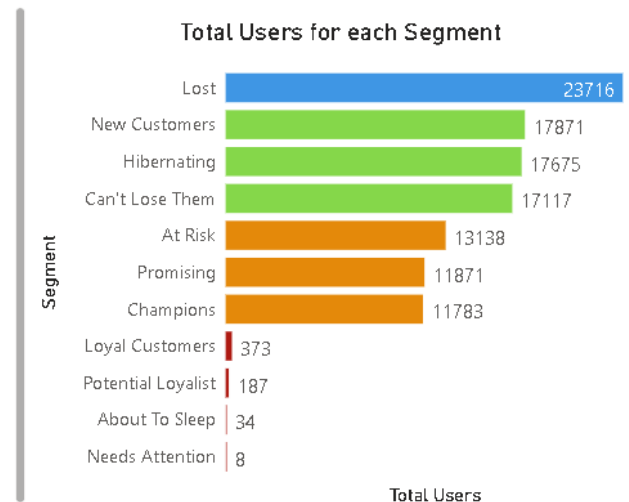 Total Users for each Segment
Lost 23716
New Customers 17871
Hibernating 17675
Can't Lose Them 17117
At Risk 13138
Promising 11871
Champions 11783
Loyal Customers 373
Potential Loyalist 187
About To Sleep 34
Needs Attention 8
Segment
Total Users